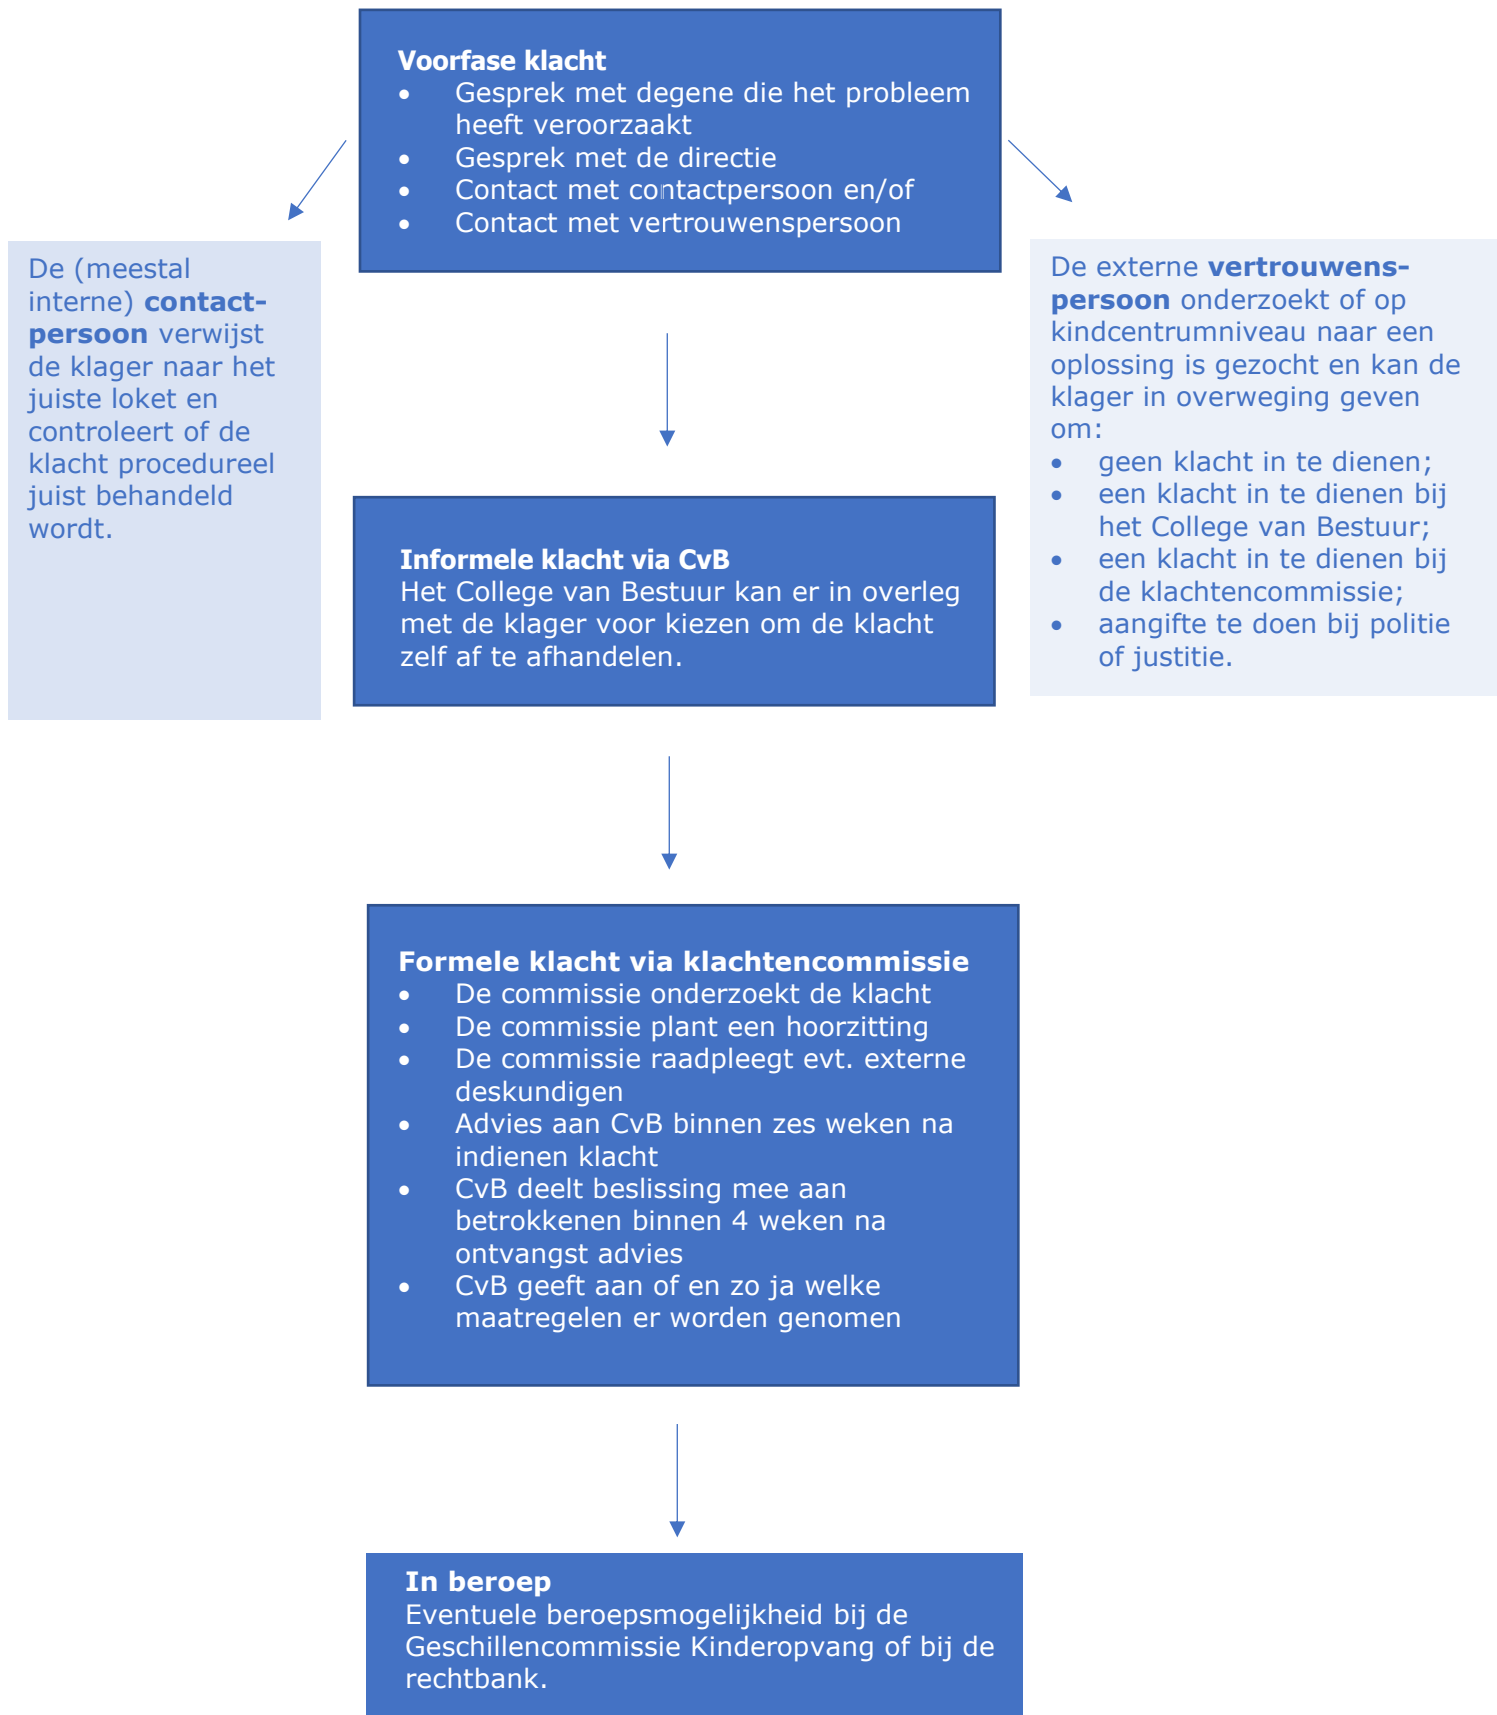 Voorfase klacht
• Gesprek met degene die het probleem
heeft veroorzaakt
• Gesprek met de directie
• Contact met contactpersoon en/of
• Contact met vertrouwenspersoon
De (meestal
interne) contact-
persoon verwijst
de klager naar het
juiste loket en
controleert of de
klacht procedureel
juist behandeld
wordt.
De externe vertrouwens-
persoon onderzoekt of op
kindcentrumniveau naar een
oplossing is gezocht en kan de
klager in overweging geven
om:
• geen klacht in te dienen;
• een klacht in te dienen bij
het College van Bestuur;
• een klacht in te dienen bij
de klachtencommissie;
• aangifte te doen bij politie
of justitie.
Informele klacht via CvB
Het College van Bestuur kan er in overleg
met de klager voor kiezen om de klacht
zelf af te afhandelen.
Formele klacht via klachtencommissie
• De commissie onderzoekt de klacht
• De commissie plant een hoorzitting
• De commissie raadpleegt evt. externe
deskundigen
• Advies aan CvB binnen zes weken na
indienen klacht
• CvB deelt beslissing mee aan
betrokkenen binnen 4 weken na
ontvangst advies
• CvB geeft aan of en zo ja welke
maatregelen er worden genomen
In beroep
Eventuele beroepsmogelijkheid bij de
Geschillencommissie Kinderopvang of bij de
rechtbank.